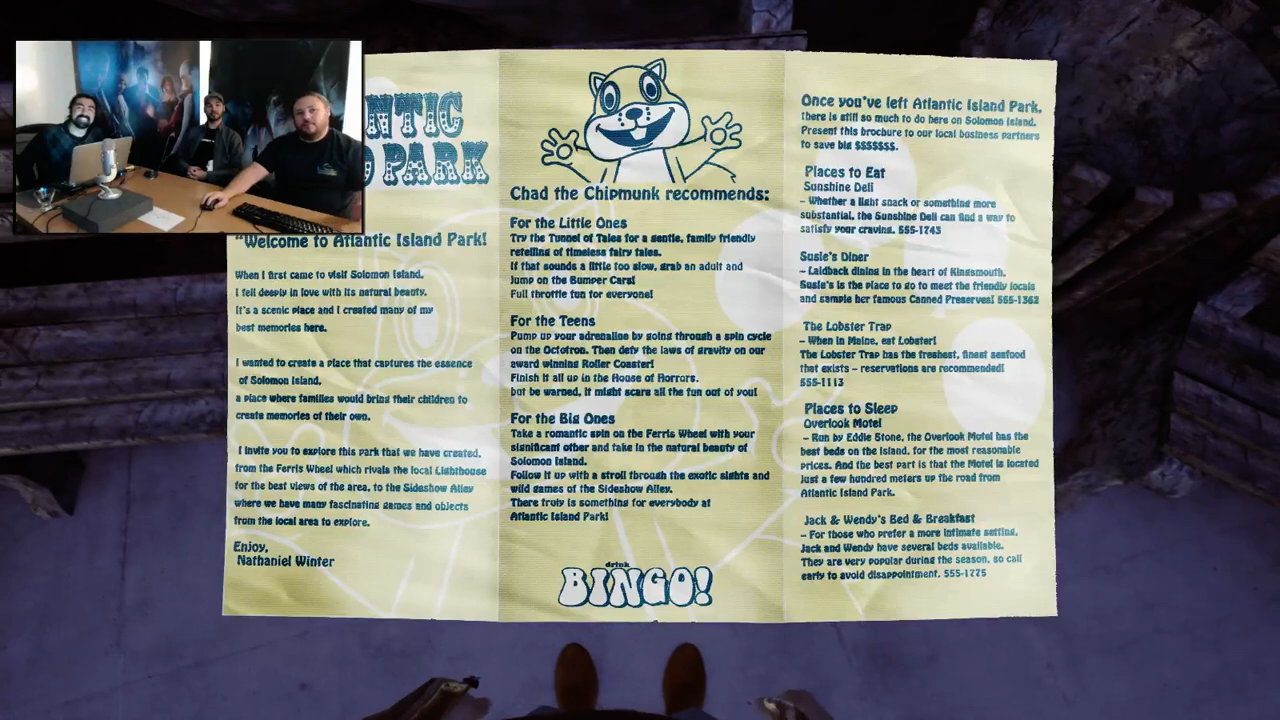 NTIC
PARK
"Welcome to Atlantic Island Park!
When I first came to visit Solomon Island,
I fell deeply in love with its natural beauty.
It's a scenic place and I created many of my
best memories here.
I wanted to create a place that captures the essence
of Solomon Island,
a place where families would bring their children to
create memories of their own.
I invite you to explore this park that we have created,
from the Ferris Wheel which rivals the local Lighthouse
for the best views of the area, to the Sideshow Alley
where we have many fascinating games and objects
from the local area to explore.
Enjoy,
Nathaniel Winter
Chad the Chipmunk recommends:
For the Little Ones
Try the Tunnel of Tales for a gentle, family friendly
retelling of timeless fairy tales.
If that sounds a little too slow, grab an adult and
Jump on the Bumper Cars!
Full throttle fun for everyone!
For the Teens
Pump up your adrenaline by going through a spin cycle
on the Octotron. Then defy the laws of gravity on our
award winning Roller Coaster!
Finish it all up in the House of Horrors.
but be warned, it might scare all the fun out of you!
For the Big Ones
Take a romantic spin on the Ferris Wheel with your
significant other and take in the natural beauty of
Solomon Island.
Follow it up with a stroll through the exotic sights and
wild games of the Sideshow Alley.
There truly is something for everybody at
Atlantic Island Park!
drink
BINGO!
Once you've left Atlantic Island Park,
there is still so much to do here on Solomon Island.
Present this brochure to our local business partners
to save big $$$$$$$.
Places to Eat
Sunshine Deli
- Whether a light snack or something more
substantial, the Sunshine Deli can find a way to
satisfy your craving. 555-1743
Susie's Diner
- Laidback dining in the heart of Kingsmouth,
Susie's is the place to go to meet the friendly locals
and sample her famous Canned Preserves! 555-1362
The Lobster Trap
- When in Maine, eat Lobster!
The Lobster Trap has the freshest, finest seafood
that exists - reservations are recommended!
555-1113
Places to Sleep
Overlook Motel
- Run by Eddie Stone, the Overlook Motel has the
best beds on the island, for the most reasonable
prices. And the best part is that the Motel is located
just a few hundred meters up the road from
Atlantic Island Park.
Jack & Wendy's Bed & Breakfast
- For those who prefer a more intimate setting,
Jack and Wendy have several beds available.
They are very popular during the season, so call
early to avoid disappointment. 555-1775